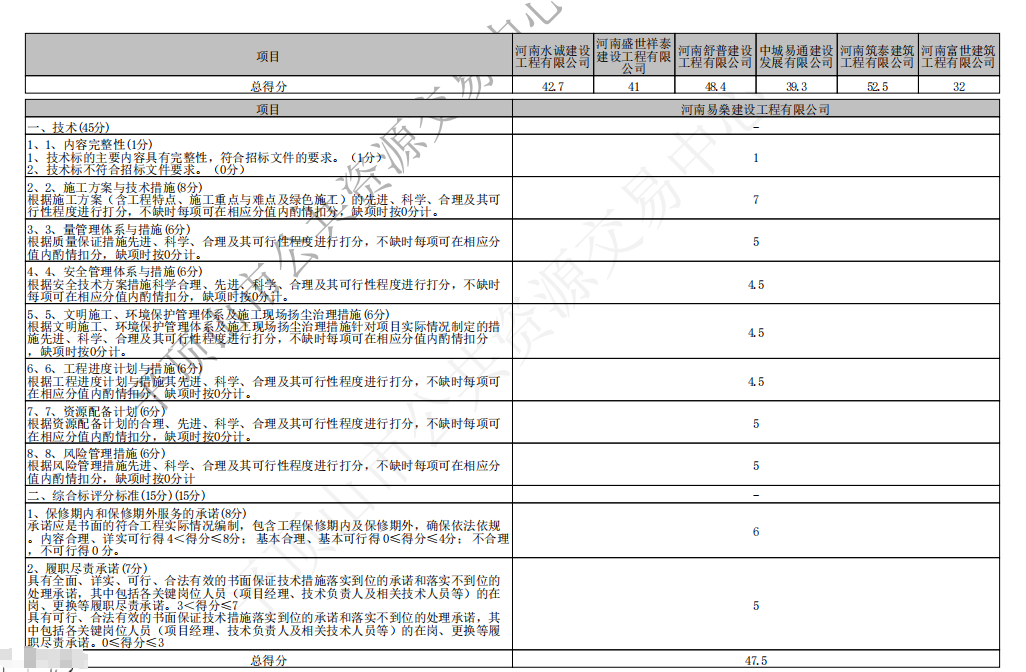 项目 河南水诚建设工程有限公司 河南盛世祥泰建设工程有限公司 河南舒普建设工程有限公司 中城易通建设发展有限公司 河南筑泰建筑工程有限公司 河南富世建筑工程有限公司
总得分 42.7 41 48.4 39.3 52.5 32
项目 河南易燊建设工程有限公司
一、技术(45分) -
1、1、内容完整性(1分)
1、技术标的主要内容具有完整性，符合招标文件的要求。（1分） 1
2、技术标不符合招标文件要求。（0分）
2、2、施工方案与技术措施(8分)
根据施工方案（含工程特点、施工重点与难点及绿色施工）的先进、科学、合理及其可 7
行性程度进行打分，不缺时每项可在相应分值内酌情扣分，缺项时按0分计。
3、3、量管理体系与措施(6分)
根据质量保证措施先进、科学、合理及其可行性程度进行打分，不缺时每项可在相应分 5
值内酌情扣分，缺项时按0分计。
4、4、安全管理体系与措施(6分)
根据安全技术方案措施科学合理、先进、科学、合理及其可行性程度进行打分，不缺时 4.5
每项可在相应分值内酌情扣分，缺项时按0分计。
5、5、文明施工、环境保护管理体系及施工现场扬尘治理措施(6分)
根据文明施工、环境保护管理体系及施工现场扬尘治理措施针对项目实际情况制定的措 4.5
施先进、科学、合理及其可行性程度进行打分，不缺时每项可在相应分值内酌情扣分
，缺项时按0分计。
6、6、工程进度计划与措施(6分)
根据工程进度计划与措施其先进、科学、合理及其可行性程度进行打分，不缺时每项可 4.5
在相应分值内酌情扣分，缺项时按0分计。
7、7、资源配备计划(6分)
根据资源配备计划的合理、先进、科学、合理及其可行性程度进行打分，不缺时每项可 5
在相应分值内酌情扣分，缺项时按0分计。
8、8、风险管理措施(6分)
根据风险管理措施先进、科学、合理及其可行性程度进行打分，不缺时每项可在相应分 5
值内酌情扣分，缺项时按0分计
二、综合标评分标准(15分)(15分) -
1、保修期内和保修期外服务的承诺(8分)
承诺应是书面的符合工程实际情况编制，包含工程保修期内及保修期外，确保依法依规 6
。内容合理、详实可行得 4＜得分≤8分； 基本合理、基本可行得 0≤得分≤4分； 不合理
，不可行得 0 分。
2、履职尽责承诺(7分)
具有全面、详实、可行、合法有效的书面保证技术措施落实到位的承诺和落实不到位的
处理承诺，其中包括各关键岗位人员（项目经理、技术负责人及相关技术人员等）的在
岗、更换等履职尽责承诺。3＜得分≤7 5
具有可行、合法有效的书面保证技术措施落实到位的承诺和落实不到位的处理承诺，其
中包括各关键岗位人员（项目经理、技术负责人及相关技术人员等）的在岗、更换等履
职尽责承诺。0≤得分≤3
总得分 47.5
平顶山市公共资源交易中心
平顶山市公共资源交易中心